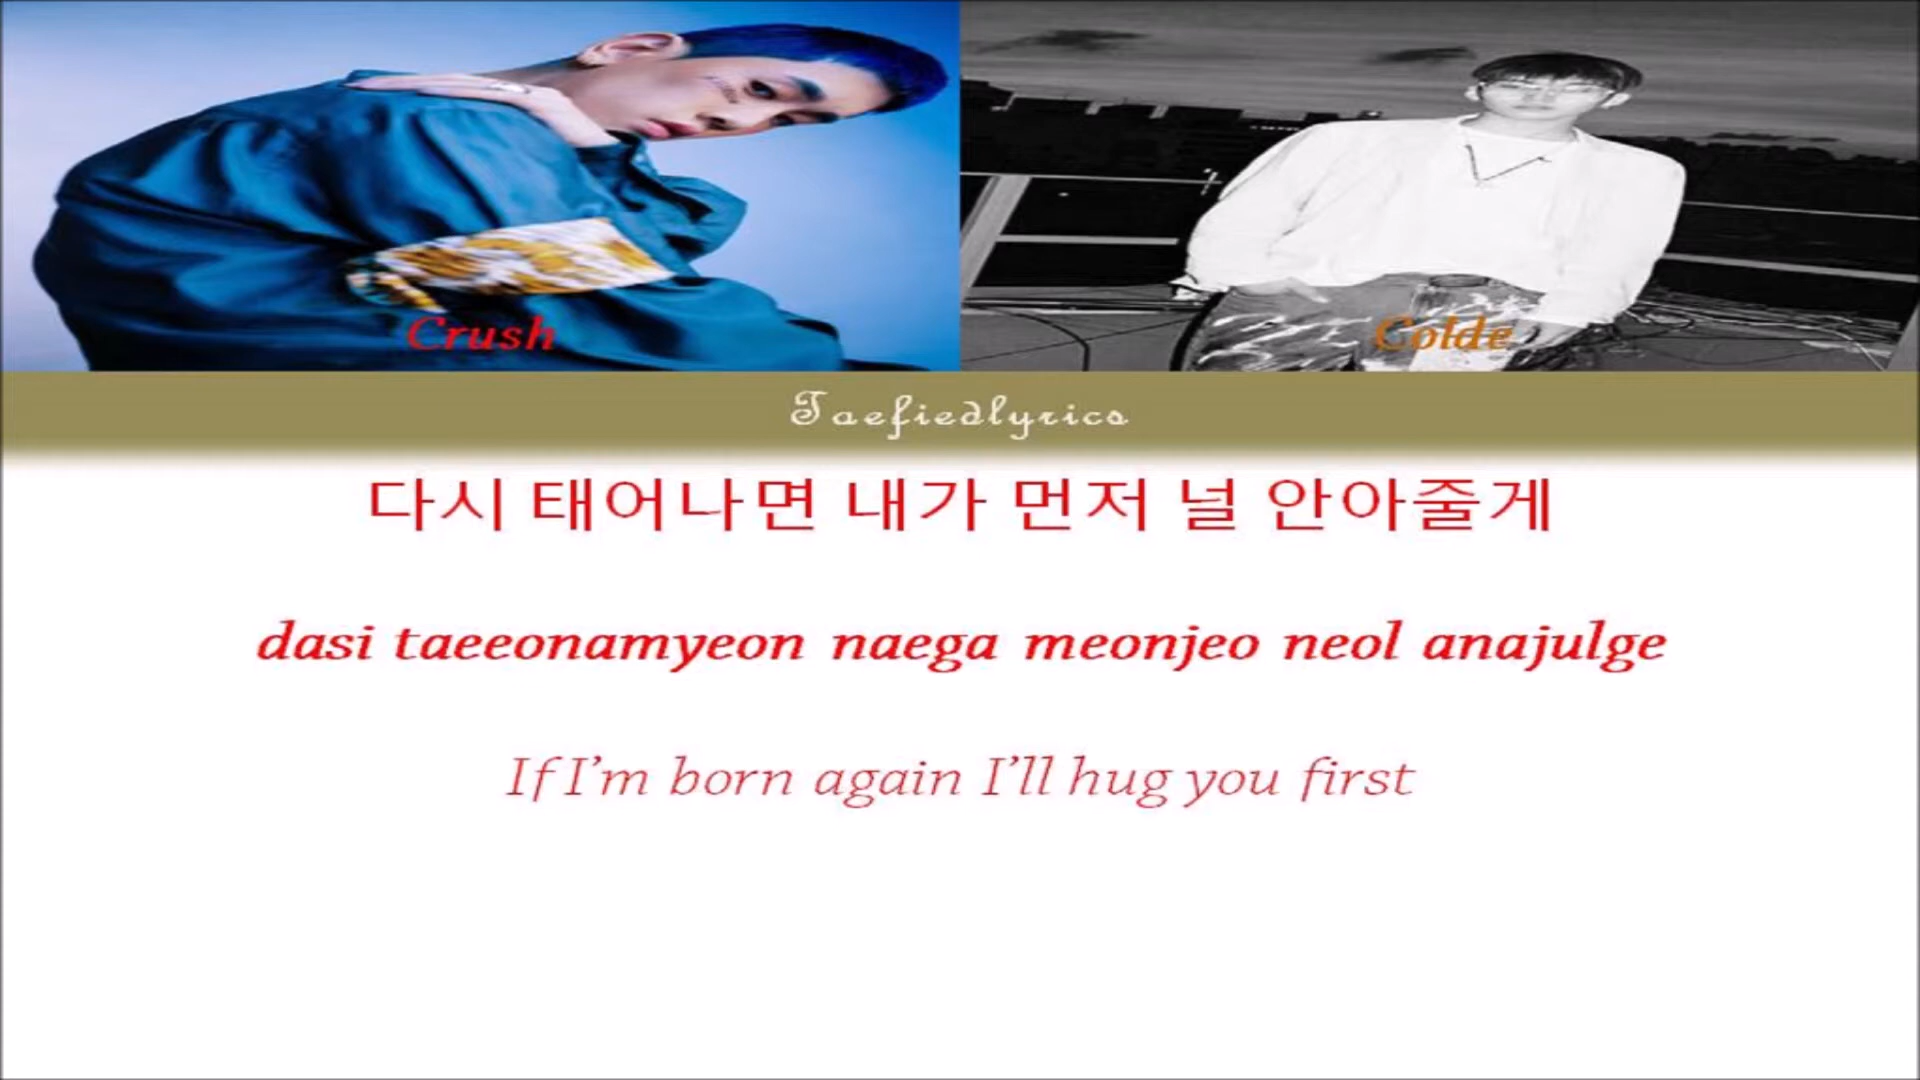 Crush
Colde
Taefiedlyrics
다시 태어나면 내가 먼저 널 안아줄게
dasi taeeonamyeon naega meonjeo neol anajulge
If I’m born again I’ll hug you first